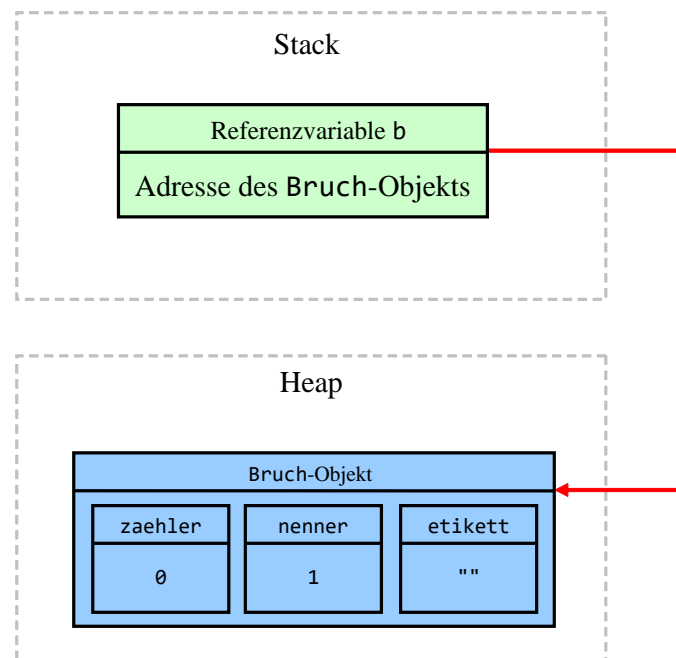 Stack
Referenzvariable b
Adresse des Bruch-Objekts
Heap
Bruch-Objekt
zaehler nenner etikett
0 1 ""